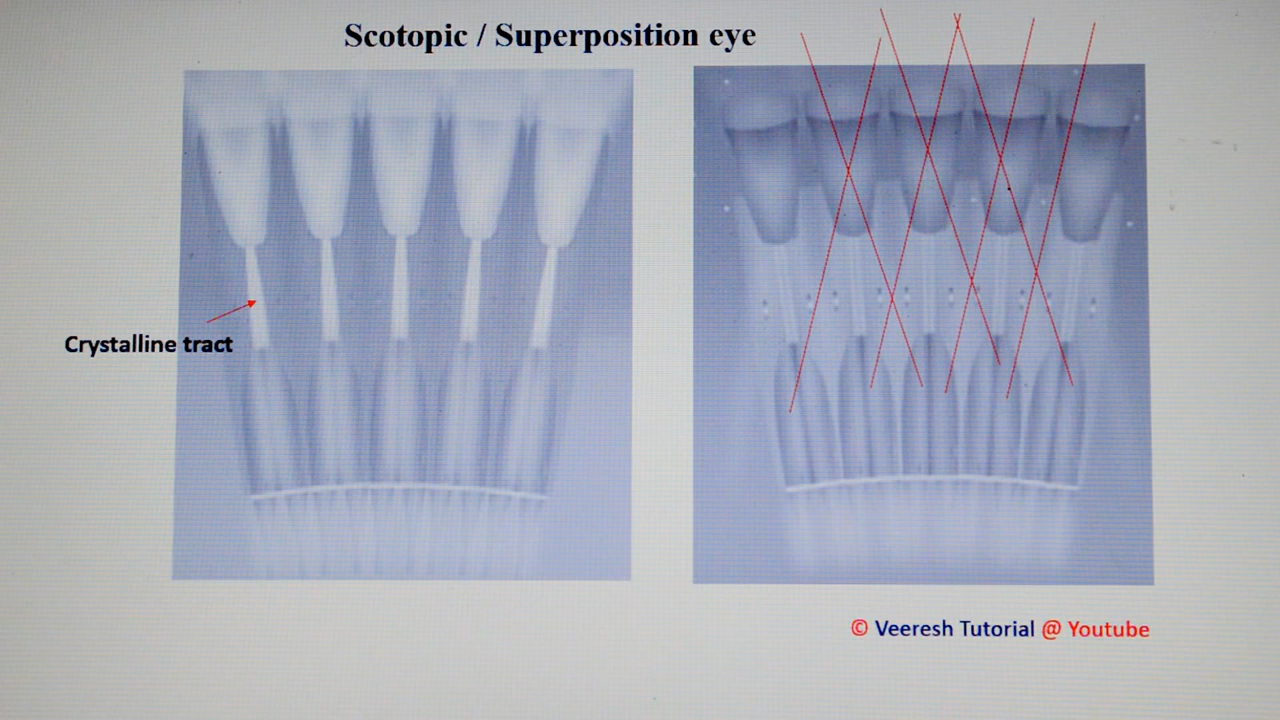 Scotopic / Superposition eye
Crystalline tract
© Veeresh Tutorial @ Youtube